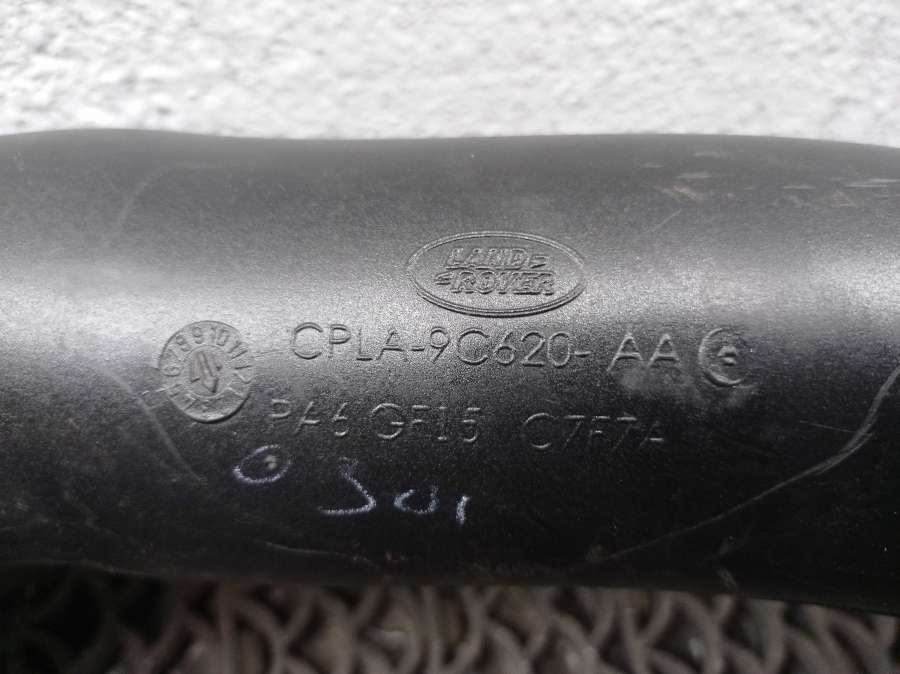 LAND
ROVER
CPLA-9C620- AA
PA6 GF15 C7F7A